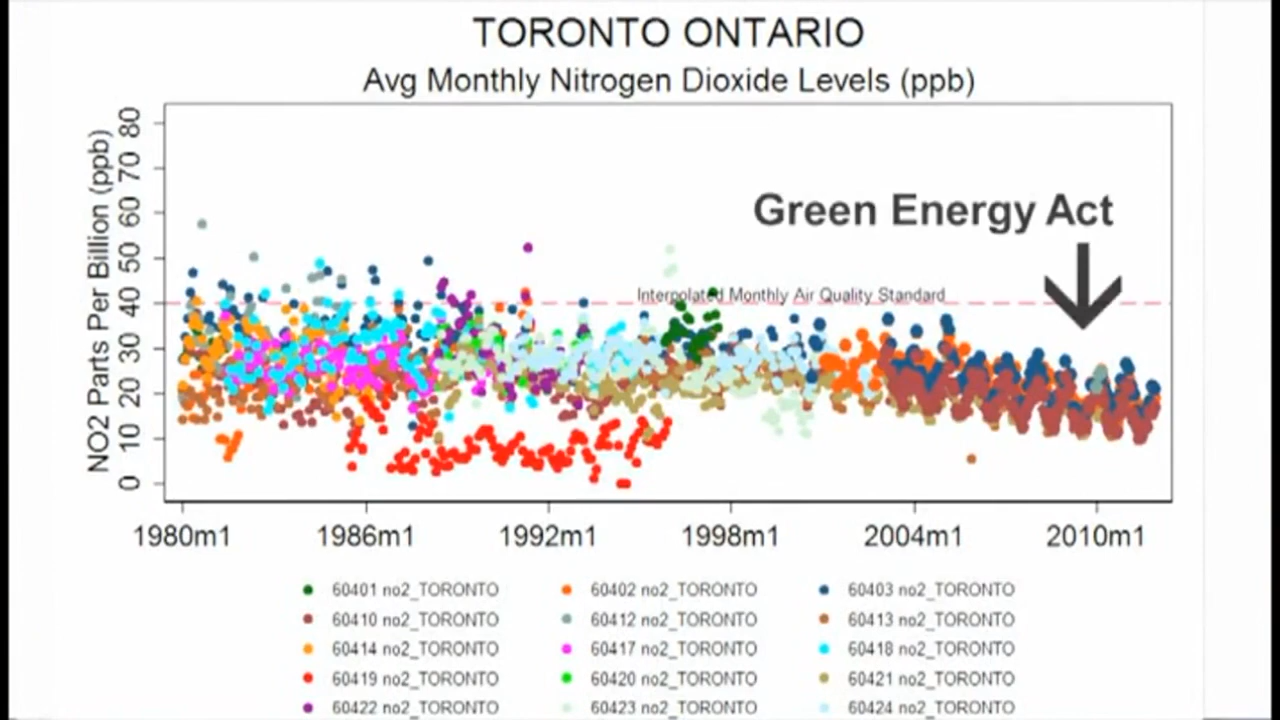 TORONTO ONTARIO
Avg Monthly Nitrogen Dioxide Levels (ppb)
NO2 Parts Per Billion (ppb)
80
70
60
50
40
30
20
10
0
Green Energy Act
Interpolated Monthly Air Quality Standard
1980m1 1986m1 1992m1 1998m1 2004m1 2010m1
60401 no2_TORONTO 60402 no2_TORONTO 60403 no2_TORONTO
60410 no2_TORONTO 60412 no2_TORONTO 60413 no2_TORONTO
60414 no2_TORONTO 60417 no2_TORONTO 60418 no2_TORONTO
60419 no2_TORONTO 60420 no2_TORONTO 60421 no2_TORONTO
60422 no2_TORONTO 60423 no2_TORONTO 60424 no2_TORONTO